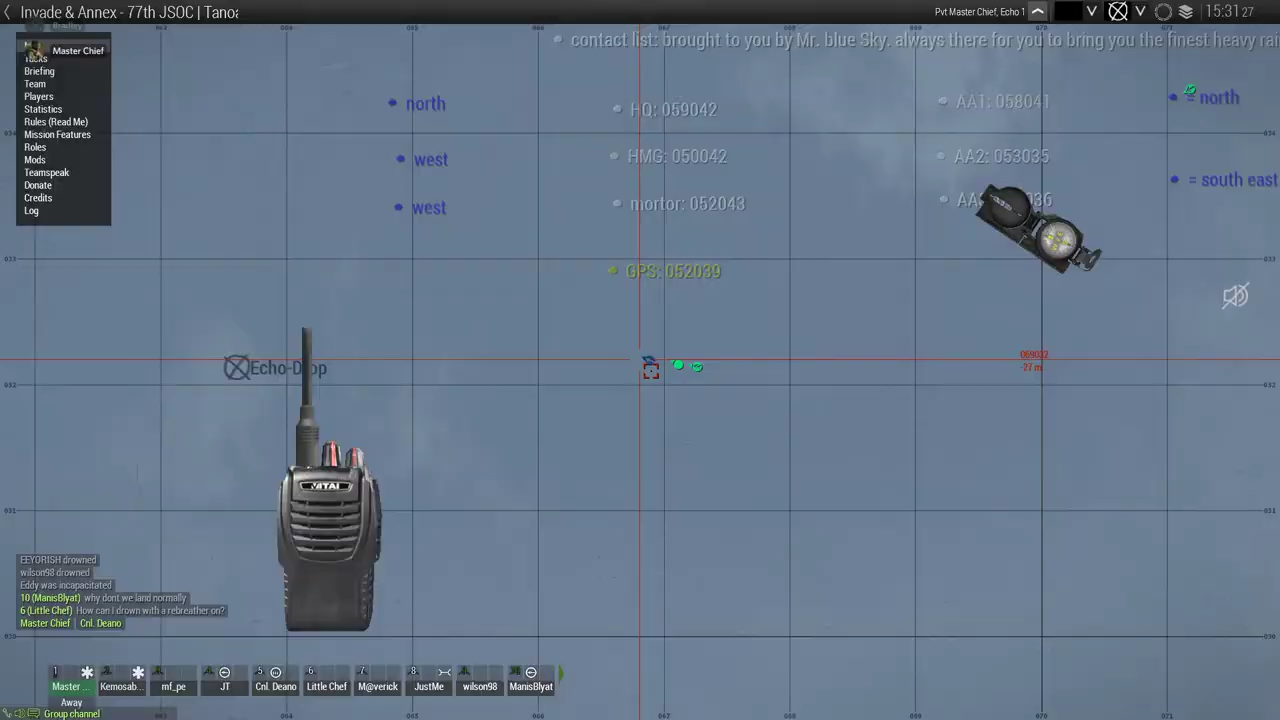 Invade & Annex - 77th JSOC | Tanoa
Pvt Master Chief, Echo 1
15:31 27
contact list: brought to you by Mr. blue Sky. always there for you to bring you the finest heavy rai
Master Chief
Tasks
Briefing
Team
Players
Statistics
Rules (Read Me)
Mission Features
Roles
Mods
Teamspeak
Donate
Credits
Log
north
HQ: 059042
AA1: 058041
= north
west
HMG: 050042
AA2: 053035
= south east
west
mortor: 052043
GPS: 052039
Echo-Drop
069032
-27 m
EEYORISH drowned
wilson98 drowned
Eddy was incapacitated
10 (ManisBlyat) why dont we land normally
6 (Little Chef) How can I drown with a rebreather on?
Master Chief Cnl. Deano
Master ... Kemosab... mf_pe JT Cnl. Deano Little Chef M@verick JustMe wilson98 ManisBlyat
Away
Group channel